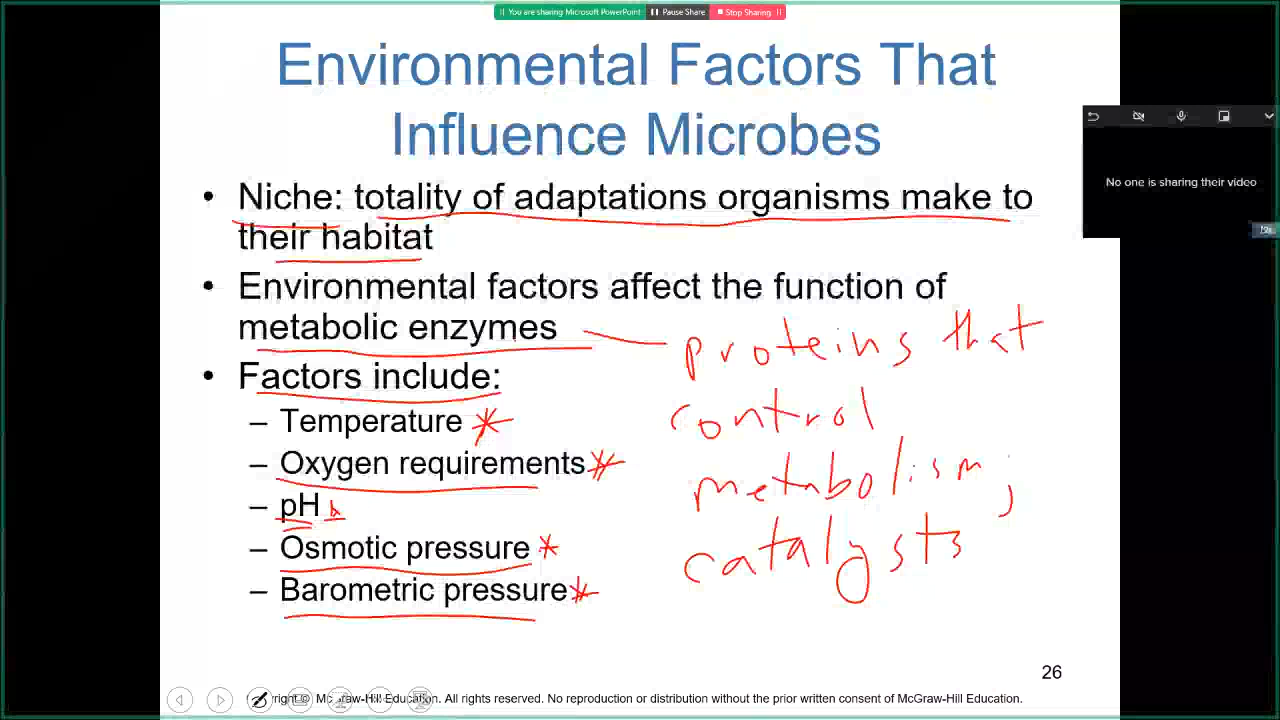 You are sharing Microsoft PowerPoint Pause Share Stop Sharing
Environmental Factors That
Influence Microbes
No one is sharing their video
• Niche: totality of adaptations organisms make to
their habitat
• Environmental factors affect the function of
metabolic enzymes
proteins that
control
metabolism;
catalysts
• Factors include:
– Temperature
– Oxygen requirements
– pH
– Osmotic pressure
– Barometric pressure
26
McGraw-Hill Education. All rights reserved. No reproduction or distribution without the prior written consent of McGraw-Hill Education.